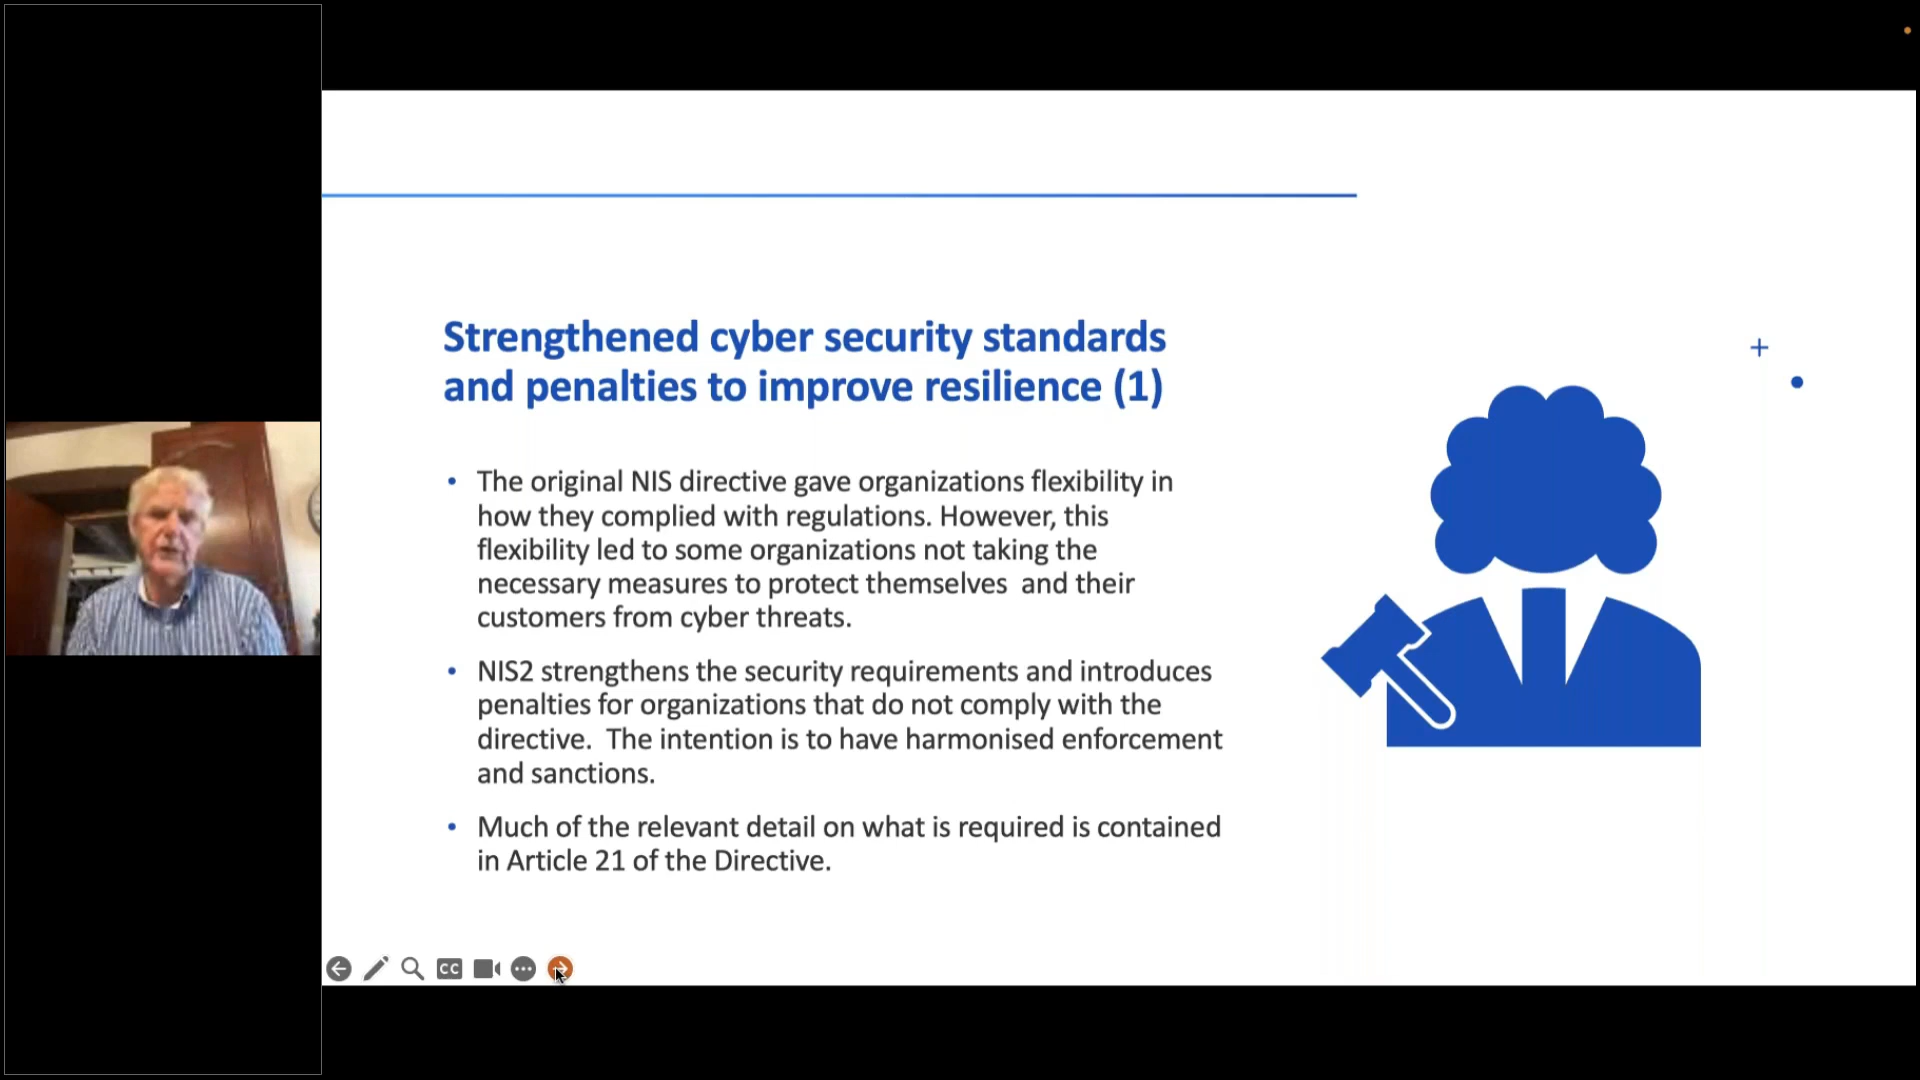 Strengthened cyber security standards
and penalties to improve resilience (1)
• The original NIS directive gave organizations flexibility in
how they complied with regulations. However, this
flexibility led to some organizations not taking the
necessary measures to protect themselves  and their
customers from cyber threats.
• NIS2 strengthens the security requirements and introduces
penalties for organizations that do not comply with the
directive.  The intention is to have harmonised enforcement
and sanctions.
• Much of the relevant detail on what is required is contained
in Article 21 of the Directive.
CC